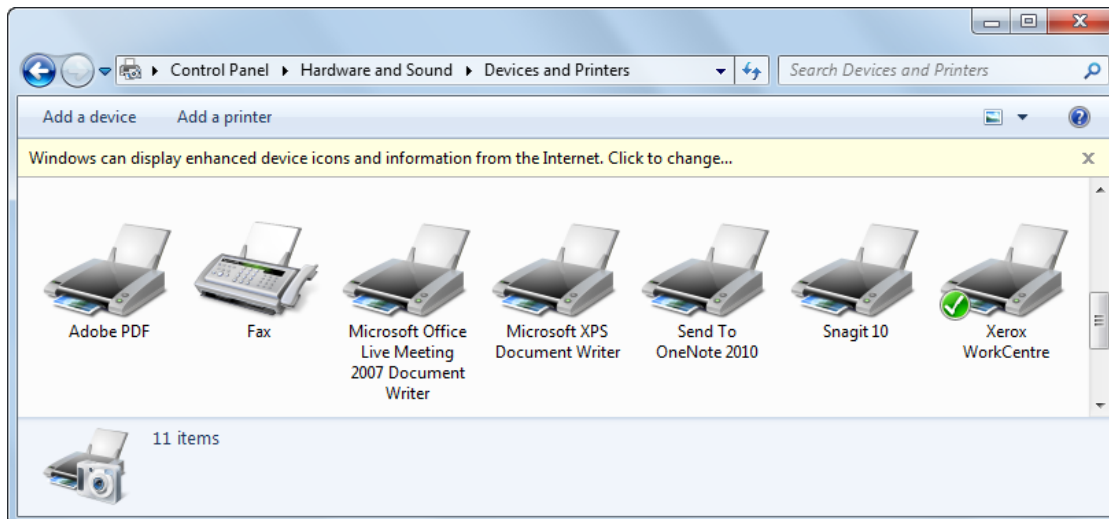 Control Panel Hardware and Sound Devices and Printers Search Devices and Printers
Add a device Add a printer
Windows can display enhanced device icons and information from the Internet. Click to change...
Adobe PDF
Fax
Microsoft Office
Live Meeting
2007 Document
Writer
Microsoft XPS
Document Writer
Send To
OneNote 2010
Snagit 10
Xerox
WorkCentre
11 items